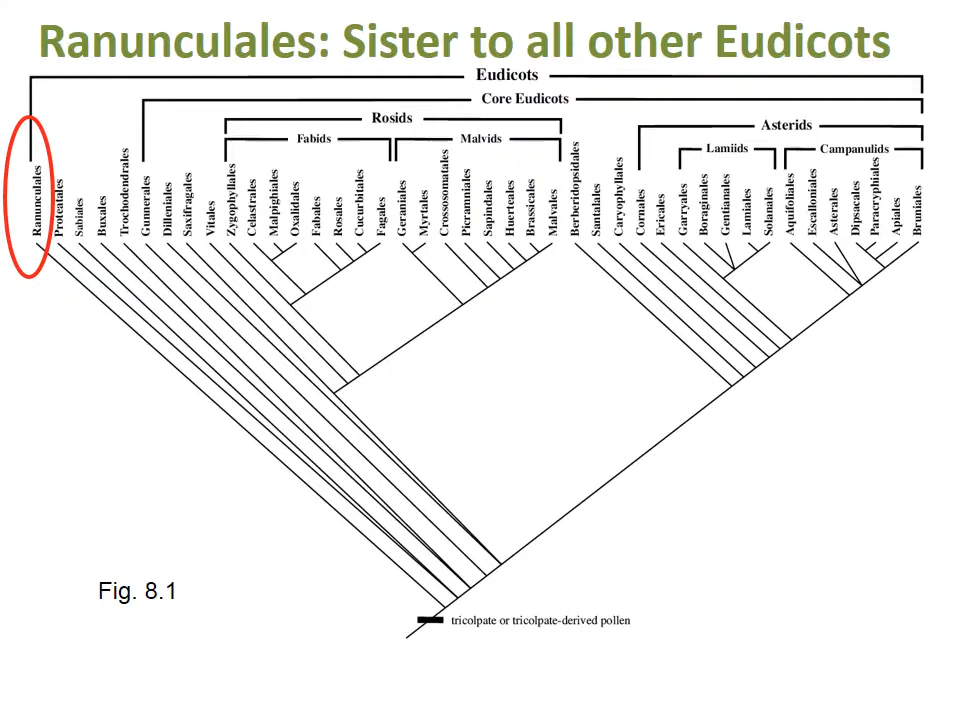 Ranunculales: Sister to all other Eudicots
Eudicots
Core Eudicots
Rosids
Asterids
Fabids
Malvids
Lamiids
Campanulids
Ranunculales
Proteatales
Sabiales
Buxales
Trochodendrales
Gunnerales
Dilleniales
Saxifragales
Vitales
Zygophyllales
Celastrales
Malpighiales
Oxalidales
Fabales
Rosales
Cucurbitales
Fagales
Geraniales
Myrtales
Crossosomatales
Picramniales
Sapindales
Huerteales
Brassicales
Malvales
Berberidopsidales
Santalales
Caryophyllales
Cornales
Ericales
Garryales
Boraginales
Gentianales
Lamiales
Solanales
Aquifoliales
Escalloniales
Asterales
Dipsacales
Paracryphiales
Apiales
Bruniales
Fig. 8.1
tricolpate or tricolpate-derived pollen